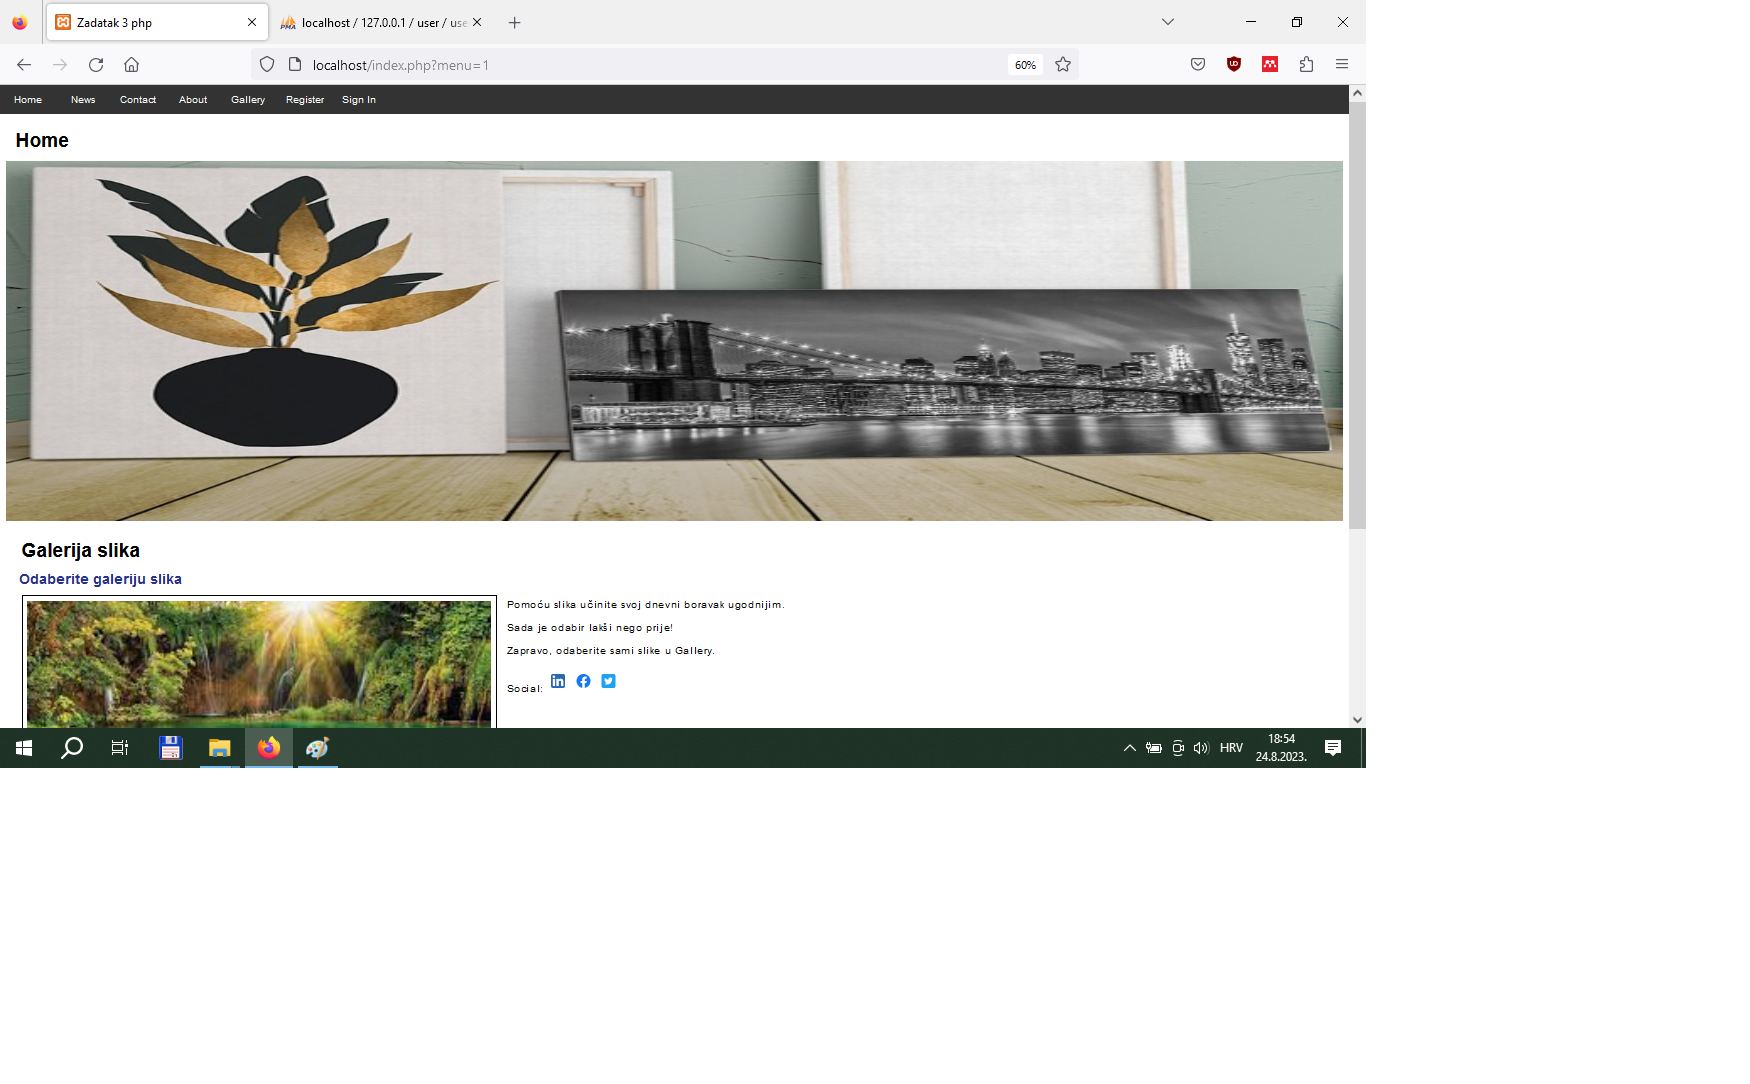 Zadatak 3 php
localhost / 127.0.0.1 / user / use
localhost/index.php?menu=1
60%
Home News Contact About Gallery Register Sign In
Home
Galerija slika
Odaberite galeriju slika
Pomoću slika učinite svoj dnevni boravak ugodnijim.
Sada je odabir lakši nego prije!
Zapravo, odaberite sami slike u Gallery.
Social:
HRV
18:54
24.8.2023.